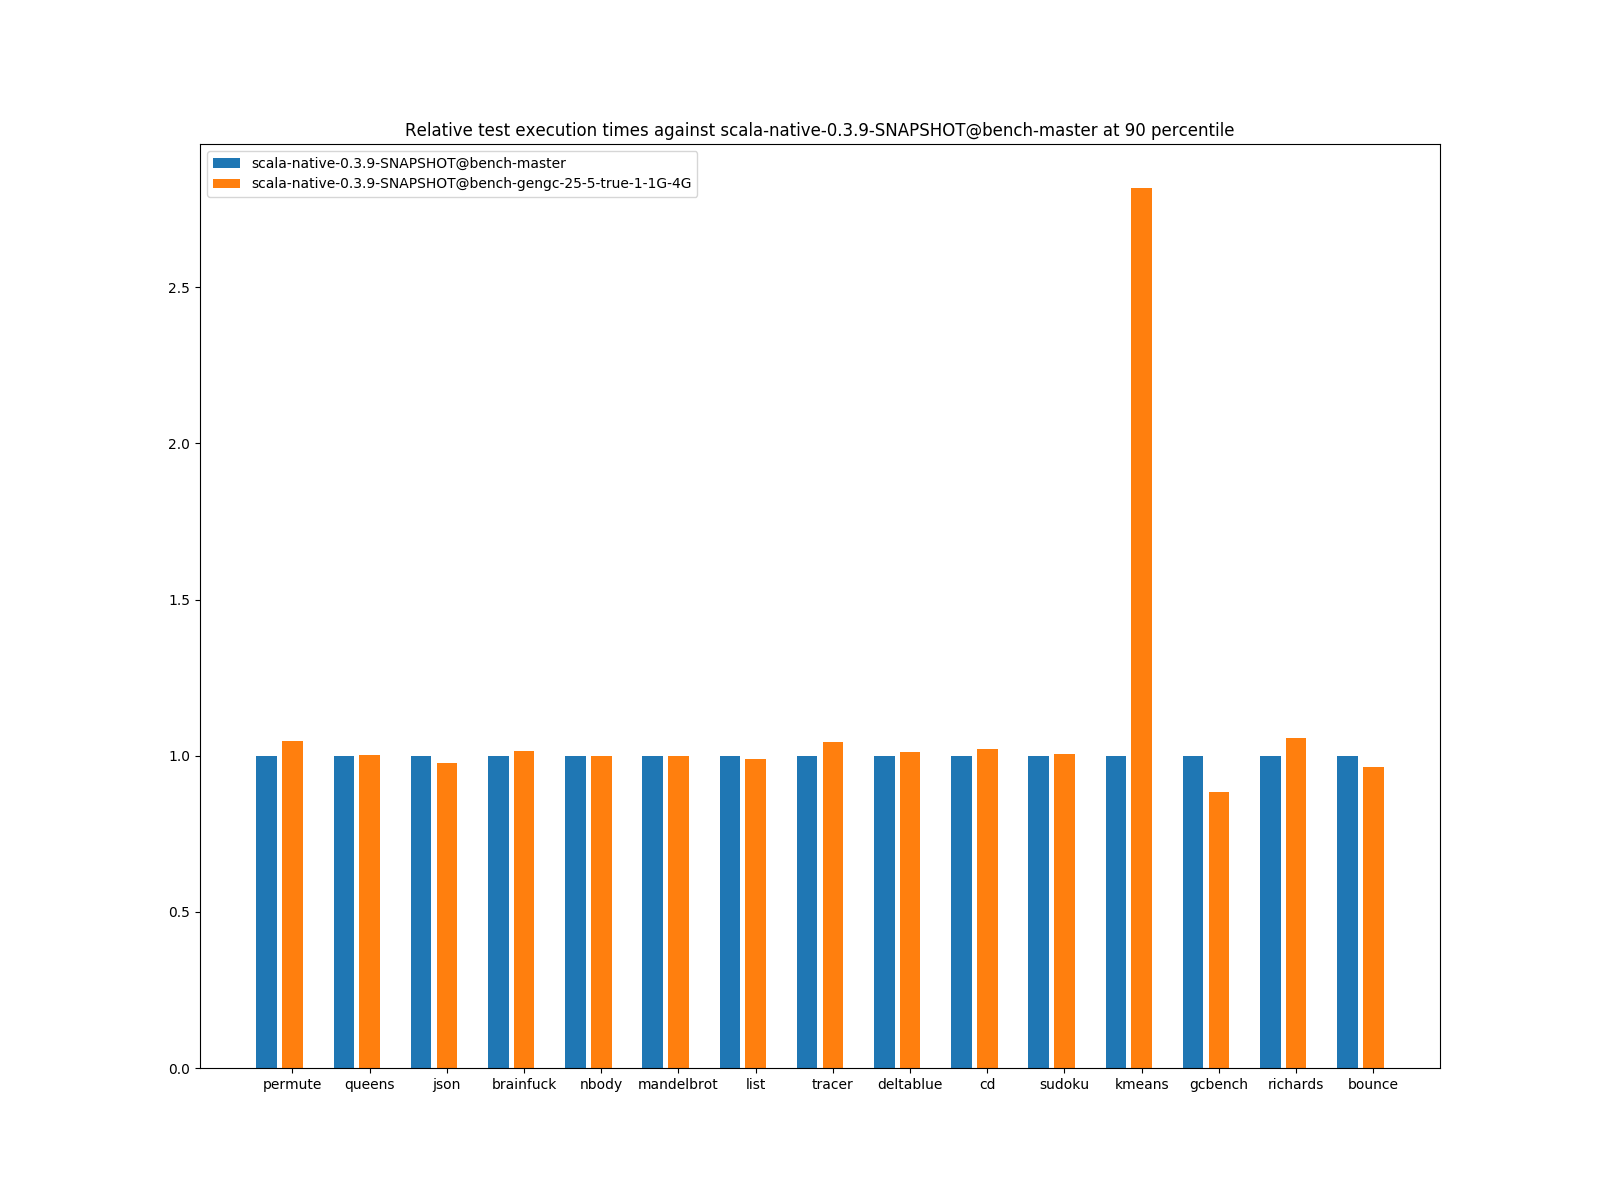 Relative test execution times against scala-native-0.3.9-SNAPSHOT@bench-master at 90 percentile
scala-native-0.3.9-SNAPSHOT@bench-master
scala-native-0.3.9-SNAPSHOT@bench-gengc-25-5-true-1-1G-4G
2.5
2.0
1.5
1.0
0.5
0.0
permute queens json brainfuck nbody mandelbrot list tracer deltablue cd sudoku kmeans gcbench richards bounce